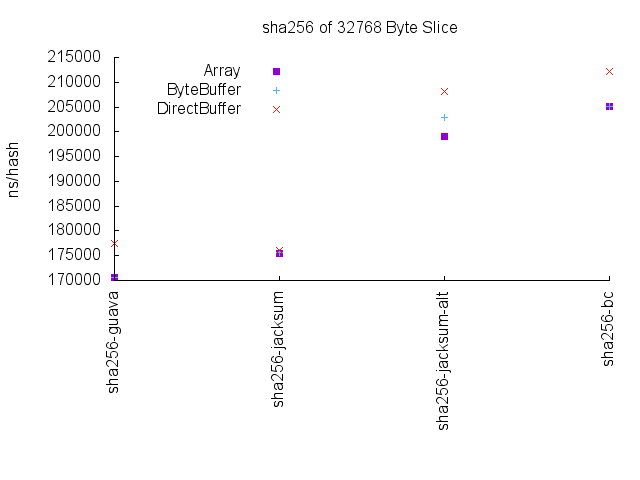 sha256 of 32768 Byte Slice
215000
210000
205000
200000
195000
190000
185000
180000
175000
170000
ns/hash
Array
ByteBuffer
DirectBuffer
sha256-guava
sha256-jacksum
sha256-jacksum-alt
sha256-bc